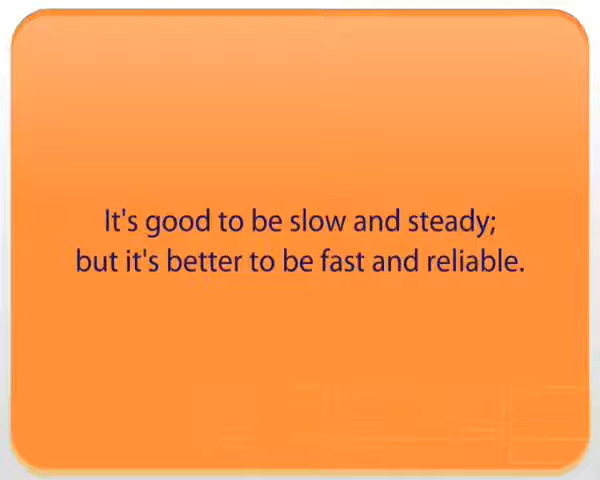 It's good to be slow and steady;
but it's better to be fast and reliable.